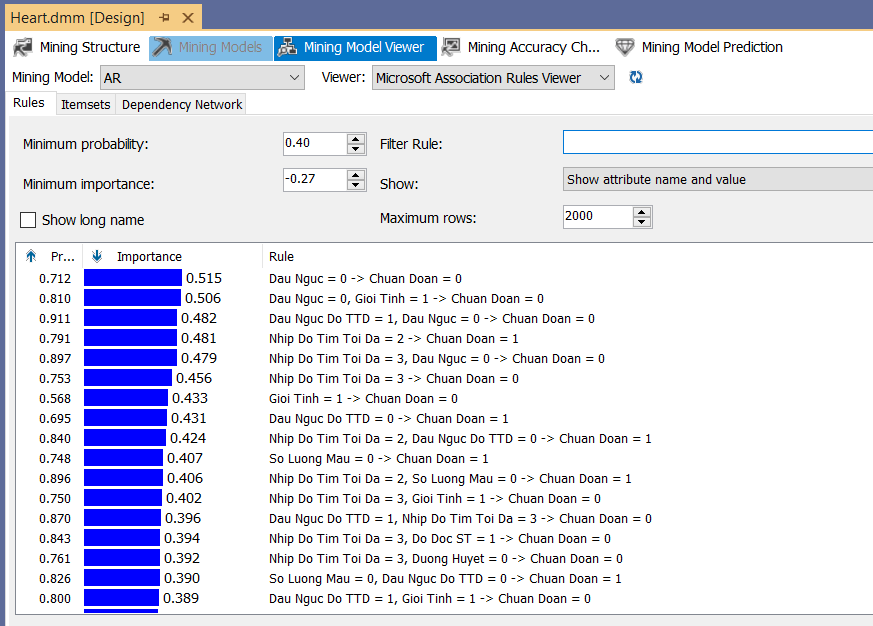 Heart.dmm [Design]
Mining Structure Mining Models Mining Model Viewer Mining Accuracy Ch... Mining Model Prediction
Mining Model: AR Viewer: Microsoft Association Rules Viewer
Rules Itemsets Dependency Network
Minimum probability: 0.40 Filter Rule:
Minimum importance: -0.27 Show: Show attribute name and value
Show long name Maximum rows: 2000
Pr... Importance Rule
0.712 0.515 Dau Nguc = 0 -> Chuan Doan = 0
0.810 0.506 Dau Nguc = 0, Gioi Tinh = 1 -> Chuan Doan = 0
0.911 0.482 Dau Nguc Do TTD = 1, Dau Nguc = 0 -> Chuan Doan = 0
0.791 0.481 Nhip Do Tim Toi Da = 2 -> Chuan Doan = 1
0.897 0.479 Nhip Do Tim Toi Da = 3, Dau Nguc = 0 -> Chuan Doan = 0
0.753 0.456 Nhip Do Tim Toi Da = 3 -> Chuan Doan = 0
0.568 0.433 Gioi Tinh = 1 -> Chuan Doan = 0
0.695 0.431 Dau Nguc Do TTD = 0 -> Chuan Doan = 1
0.840 0.424 Nhip Do Tim Toi Da = 2, Dau Nguc Do TTD = 0 -> Chuan Doan = 1
0.748 0.407 So Luong Mau = 0 -> Chuan Doan = 1
0.896 0.406 Nhip Do Tim Toi Da = 2, So Luong Mau = 0 -> Chuan Doan = 1
0.750 0.402 Nhip Do Tim Toi Da = 3, Gioi Tinh = 1 -> Chuan Doan = 0
0.870 0.396 Dau Nguc Do TTD = 1, Nhip Do Tim Toi Da = 3 -> Chuan Doan = 0
0.843 0.394 Nhip Do Tim Toi Da = 3, Do Doc ST = 1 -> Chuan Doan = 0
0.761 0.392 Nhip Do Tim Toi Da = 3, Duong Huyet = 0 -> Chuan Doan = 0
0.826 0.390 So Luong Mau = 0, Dau Nguc Do TTD = 0 -> Chuan Doan = 1
0.800 0.389 Dau Nguc Do TTD = 1, Gioi Tinh = 1 -> Chuan Doan = 0